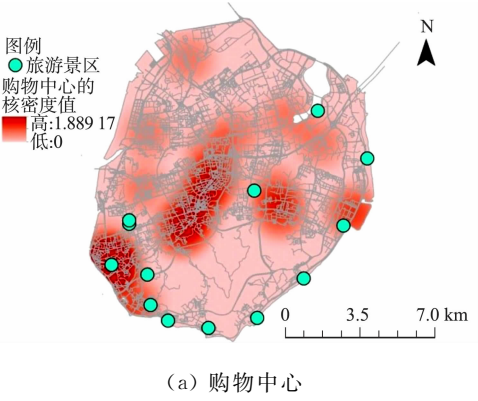 N
图例
旅游景区
购物中心的
核密度值
高:1.889 17
低:0
0 3.5 7.0 km
(a) 购物中心